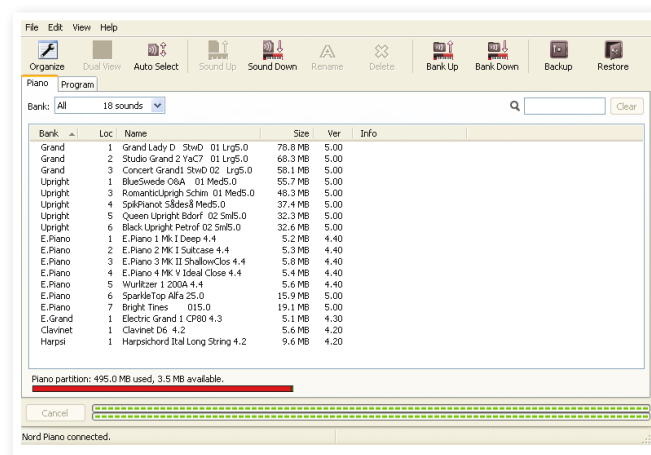 File Edit View Help
Organize Dual View Auto Select Sound Up Sound Down Rename Delete Bank Up Bank Down Backup Restore
Piano Program
Bank: All 18 sounds Clear
Bank Loc Name Size Ver Info
Grand 1 Grand Lady D StwD 01 Lrg5.0 78.8 MB 5.00
Grand 2 Studio Grand 2 YaC7 01 Lrg5.0 68.3 MB 5.00
Grand 3 Concert Grand1 StwD 02 Lrg5.0 58.1 MB 5.00
Upright 1 BlueSwede O&A 01 Med5.0 55.7 MB 5.00
Upright 3 RomanticUprigh Schim 01 Med5.0 48.3 MB 5.00
Upright 4 SpikPianot Sådeså Med5.0 37.4 MB 5.00
Upright 5 Queen Upright Bdorf 02 Sml5.0 32.3 MB 5.00
Upright 6 Black Upright Petrof 02 Sml5.0 32.6 MB 5.00
E.Piano 1 E.Piano 1 Mk I Deep 4.4 5.2 MB 4.40
E.Piano 2 E.Piano 2 MK I Suitcase 4.4 5.3 MB 4.40
E.Piano 3 E.Piano 3 MK II ShallowClos 4.4 5.8 MB 4.40
E.Piano 4 E.Piano 4 MK V Ideal Close 4.4 5.4 MB 4.40
E.Piano 5 Wurlitzer 1 200A 4.4 5.6 MB 4.40
E.Piano 6 SparkleTop Alfa 25.0 15.9 MB 5.00
E.Piano 7 Bright Tines 015.0 19.1 MB 5.00
E.Grand 1 Electric Grand 1 CP80 4.3 5.1 MB 4.30
Clavinet 1 Clavinet D6 4.2 5.6 MB 4.20
Harpsi 1 Harpsichord Ital Long String 4.2 9.6 MB 4.20
Piano partition: 495.0 MB used, 3.5 MB available.
Cancel
Nord Piano connected.